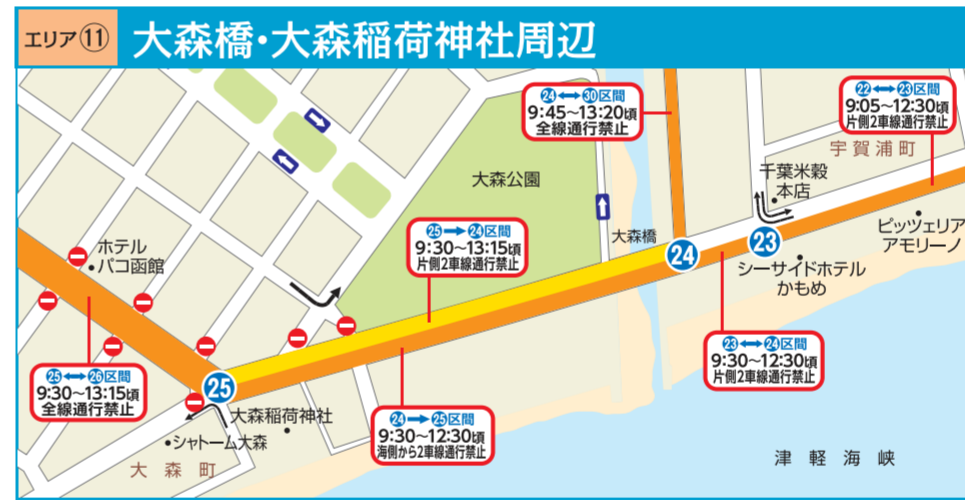 エリア⑪ 大森橋・大森稲荷神社周辺
㉔⟷㉚区間
9:45〜13:20頃
全線通行禁止
㉒⟷㉓区間
9:05〜12:30頃
片側2車線通行禁止
宇賀浦町
千葉米穀
本店
大森公園
ピッツェリア
アモリーノ
大森橋
㉔
㉓
シーサイドホテル
かもめ
㉕→㉔区間
9:30〜13:15頃
片側2車線通行禁止
ホテル
パコ函館
㉓⟷㉔区間
9:30〜12:30頃
片側2車線通行禁止
㉕⟷㉖区間
9:30〜13:15頃
全線通行禁止
㉕
大森稲荷神社
シャトーム大森
大森町
㉔→㉕区間
9:30〜12:30頃
海側から2車線通行禁止
津軽海峡